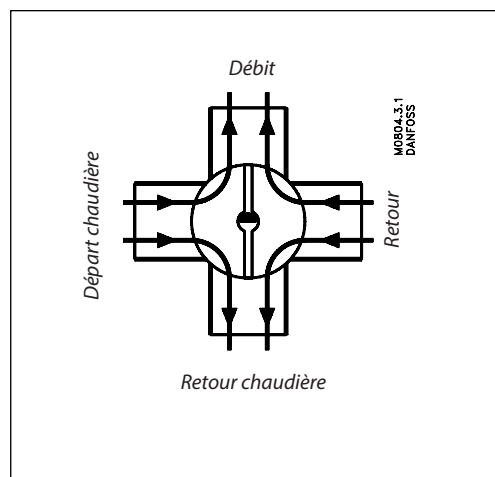 Débit
M0804.3.1
DANFOSS
Départ chaudière
Retour
Retour chaudière